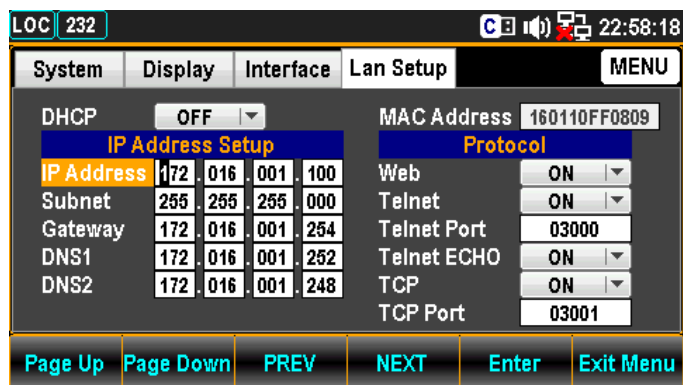 LOC 232 C 22:58:18
System Display Interface Lan Setup MENU
DHCP OFF MAC Address 160110FF0809
IP Address Setup Protocol
IP Address 172 . 016 . 001 . 100 Web ON
Subnet 255 . 255 . 255 . 000 Telnet ON
Gateway 172 . 016 . 001 . 254 Telnet Port 03000
DNS1 172 . 016 . 001 . 252 Telnet ECHO ON
DNS2 172 . 016 . 001 . 248 TCP ON
TCP Port 03001
Page Up Page Down PREV NEXT Enter Exit Menu